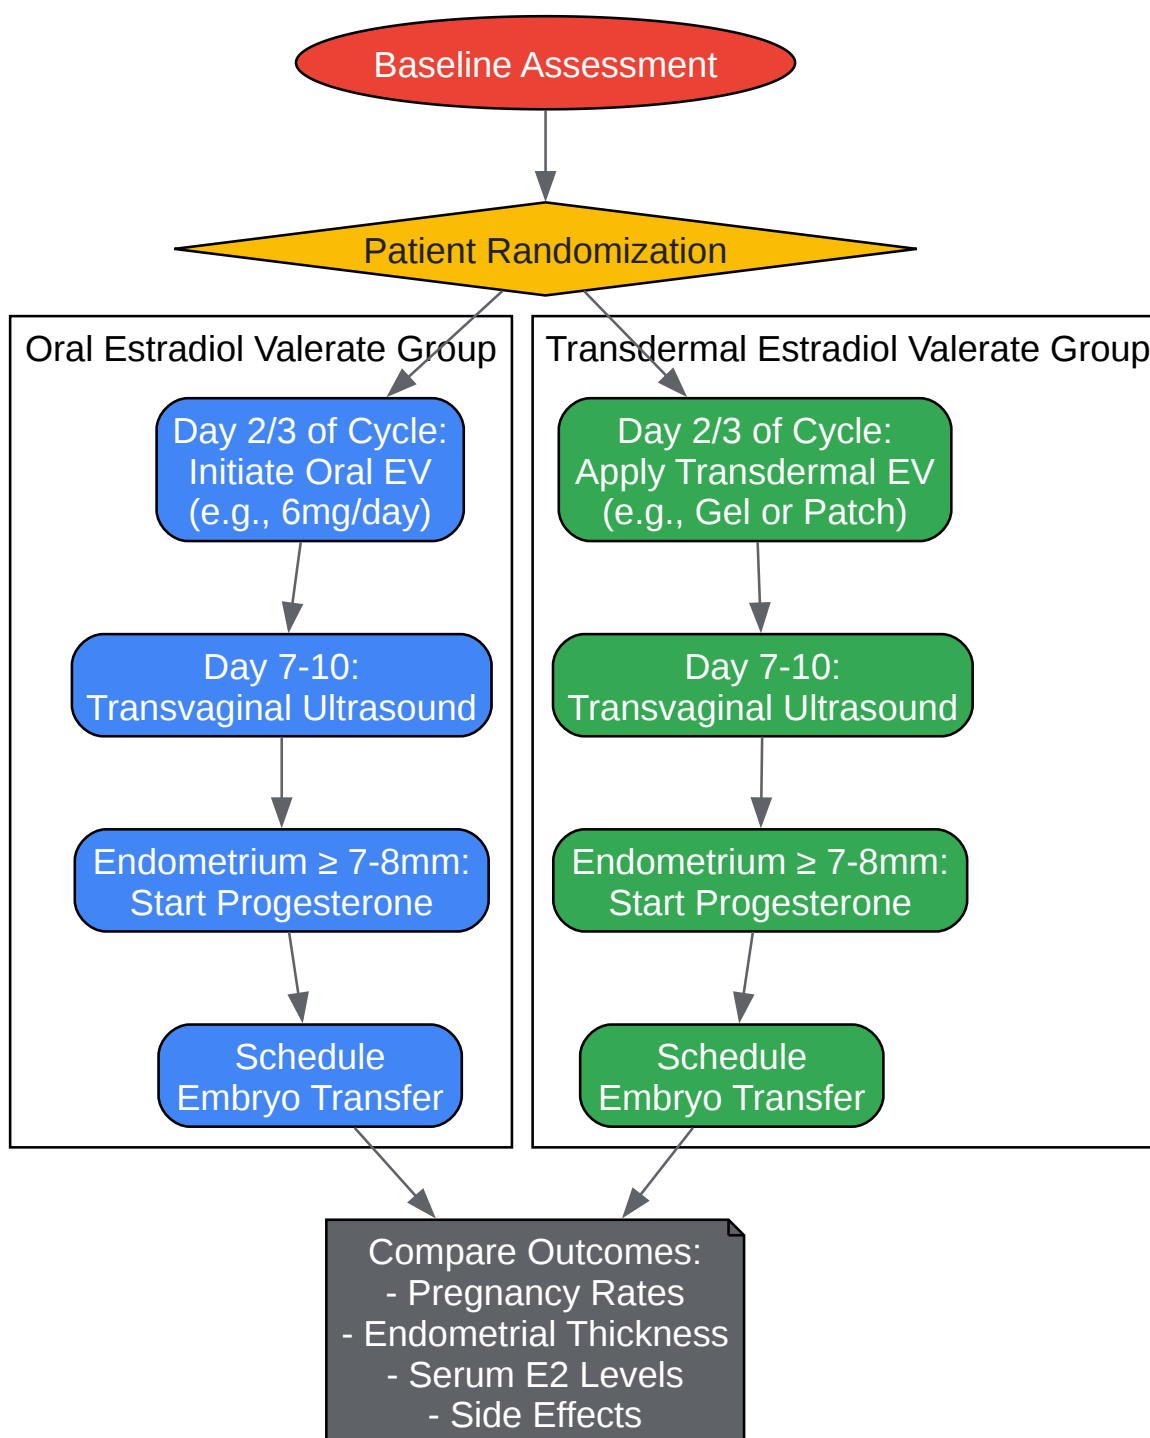 Baseline Assessment
Patient Randomization
Oral Estradiol Valerate Group
Day 2/3 of Cycle:
Initiate Oral EV
(e.g., 6mg/day)
Day 7-10:
Transvaginal Ultrasound
Endometrium ≥ 7-8mm:
Start Progesterone
Schedule
Embryo Transfer
Transdermal Estradiol Valerate Group
Day 2/3 of Cycle:
Apply Transdermal EV
(e.g., Gel or Patch)
Day 7-10:
Transvaginal Ultrasound
Endometrium ≥ 7-8mm:
Start Progesterone
Schedule
Embryo Transfer
Compare Outcomes:
- Pregnancy Rates
- Endometrial Thickness
- Serum E2 Levels
- Side Effects